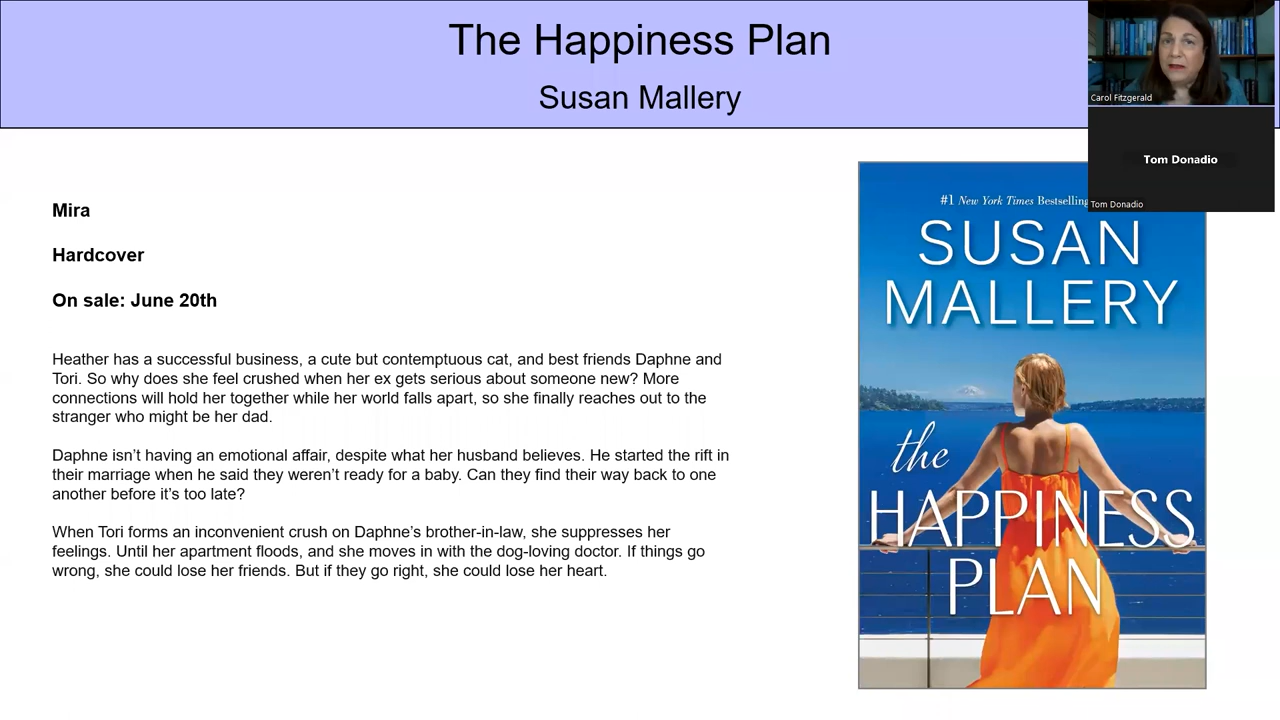 The Happiness Plan
Susan Mallery
Carol Fitzgerald
Tom Donadio
Tom Donadio
Mira
Hardcover
On sale: June 20th
Heather has a successful business, a cute but contemptuous cat, and best friends Daphne and
Tori. So why does she feel crushed when her ex gets serious about someone new? More
connections will hold her together while her world falls apart, so she finally reaches out to the
stranger who might be her dad.
Daphne isn’t having an emotional affair, despite what her husband believes. He started the rift in
their marriage when he said they weren’t ready for a baby. Can they find their way back to one
another before it’s too late?
When Tori forms an inconvenient crush on Daphne’s brother-in-law, she suppresses her
feelings. Until her apartment floods, and she moves in with the dog-loving doctor. If things go
wrong, she could lose her friends. But if they go right, she could lose her heart.
#1 New York Times Bestselling
SUSAN
MALLERY
the
HAPPINESS
PLAN